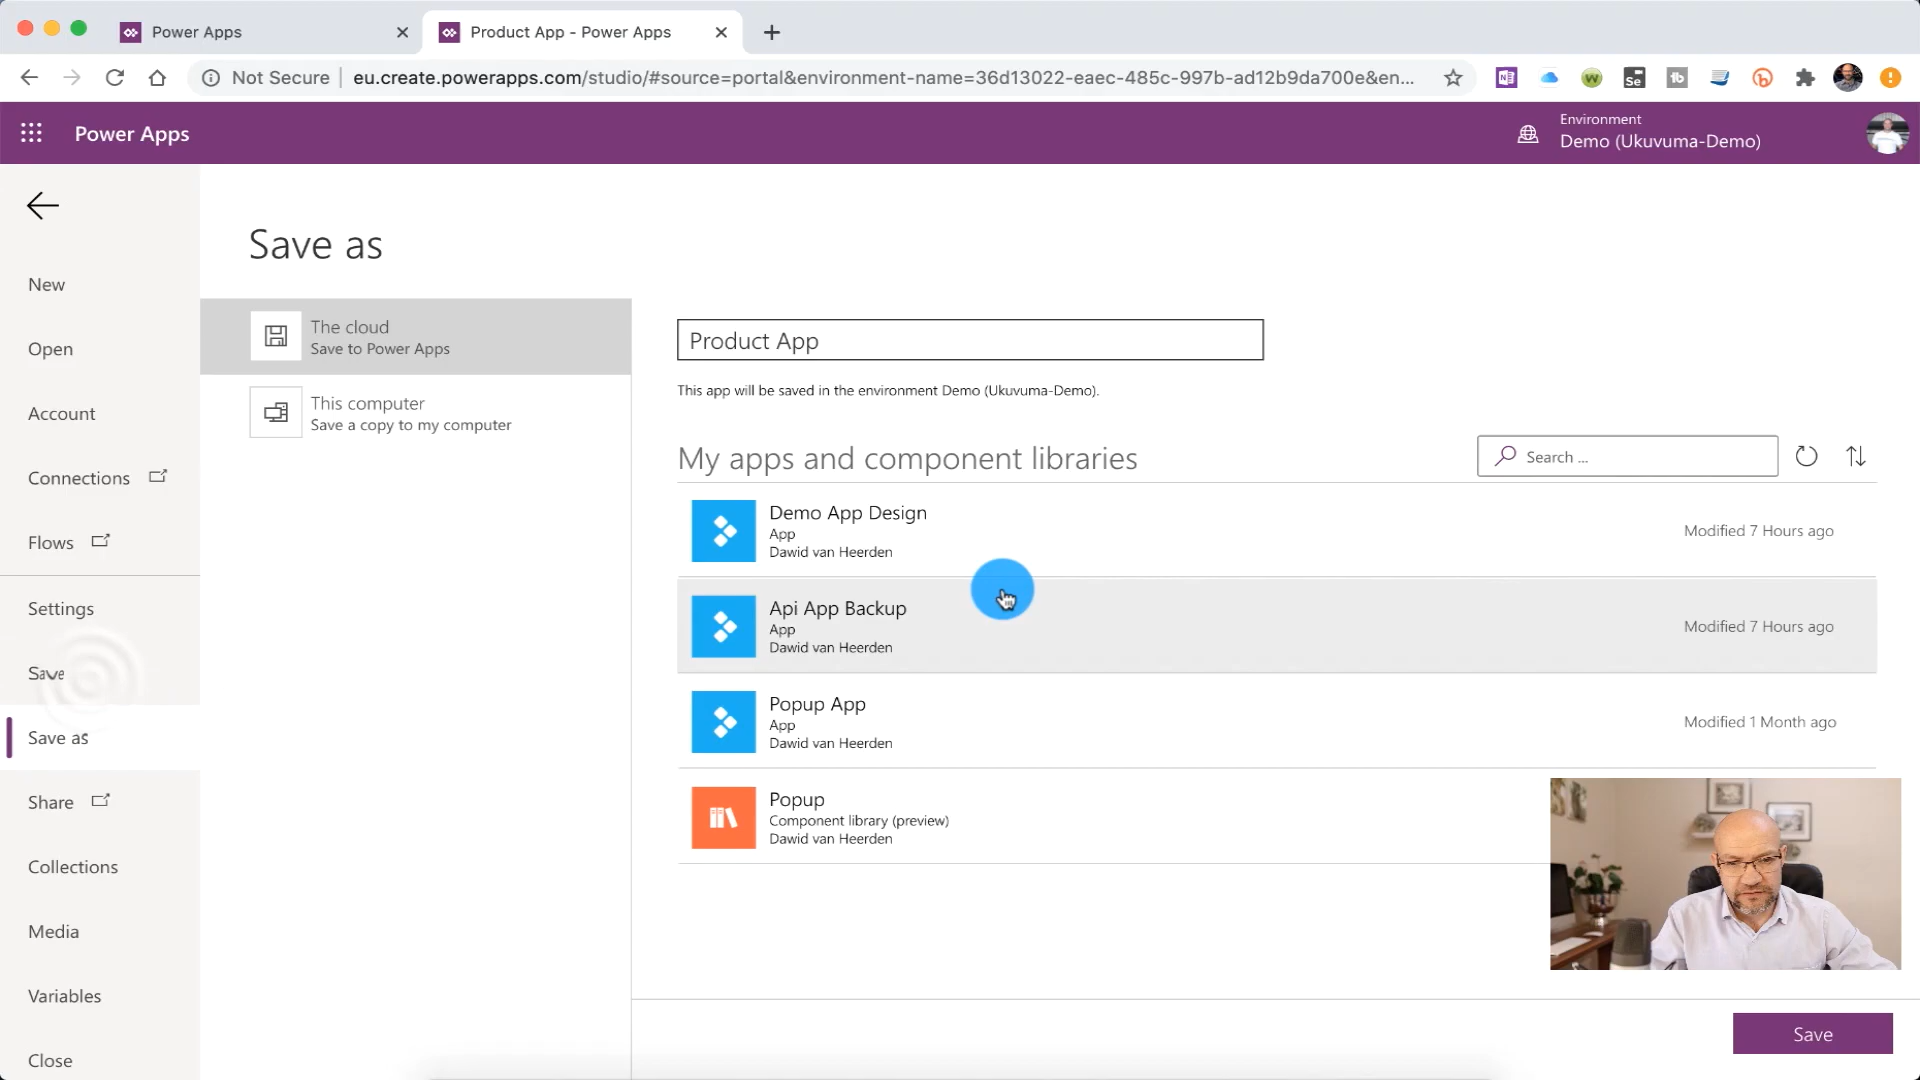 Power Apps
Product App - Power Apps
Not Secure
eu.create.powerapps.com/studio/#source=portal&environment-name=36d13022-eaec-485c-997b-ad12b9da700e&en...
Power Apps
Environment
Demo (Ukuvuma-Demo)
New
Open
Account
Connections
Flows
Settings
Save
Save as
Share
Collections
Media
Variables
Close
Save as
The cloud
Save to Power Apps
This computer
Save a copy to my computer
Product App
This app will be saved in the environment Demo (Ukuvuma-Demo).
My apps and component libraries
Search ...
Demo App Design
App
Dawid van Heerden
Modified 7 Hours ago
Api App Backup
App
Dawid van Heerden
Modified 7 Hours ago
Popup App
App
Dawid van Heerden
Modified 1 Month ago
Popup
Component library (preview)
Dawid van Heerden
Save